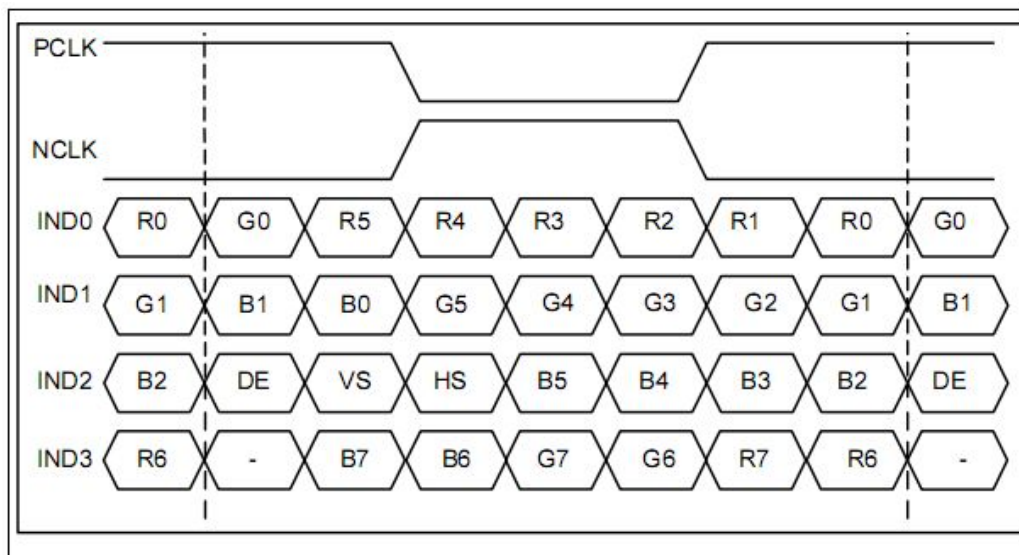 PCLK
NCLK
IND0 R0 G0 R5 R4 R3 R2 R1 R0 G0
IND1 G1 B1 B0 G5 G4 G3 G2 G1 B1
IND2 B2 DE VS HS B5 B4 B3 B2 DE
IND3 R6 - B7 B6 G7 G6 R7 R6 -